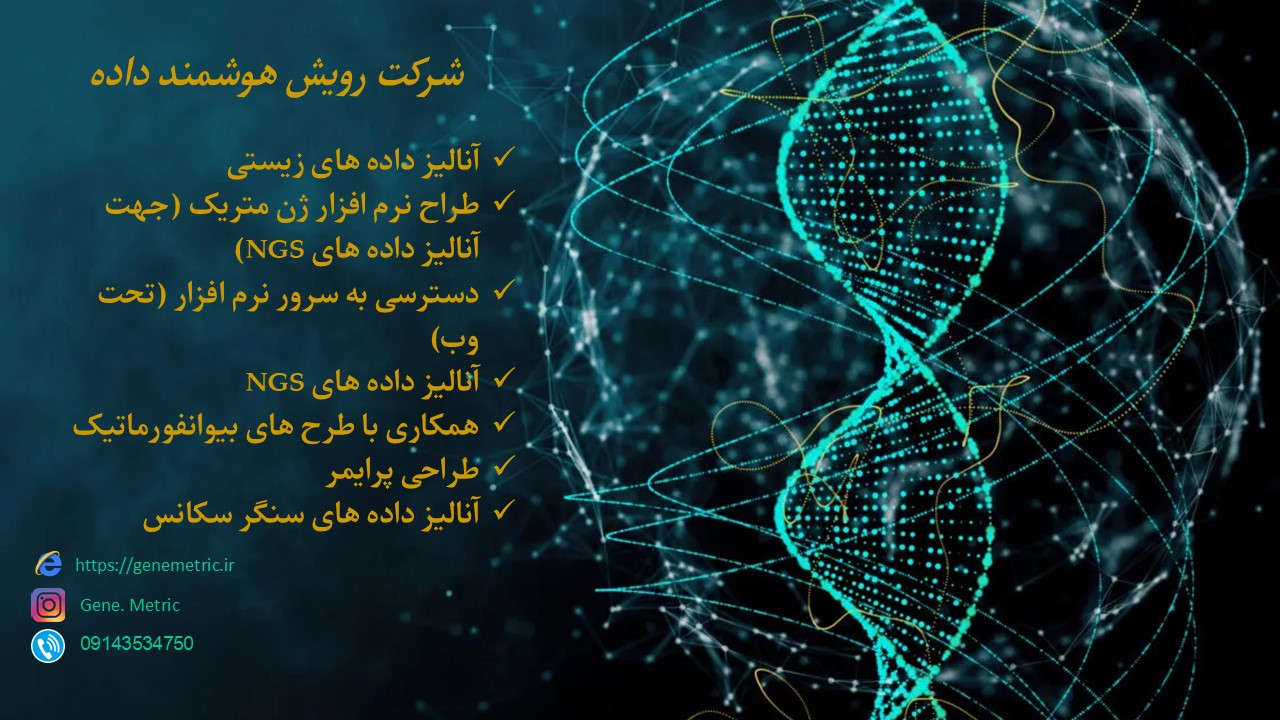 شرکت رویش هوشمند داده
✓ آنالیز داده های زیستی
✓ طراح نرم افزار ژن متریک (جهت
آنالیز داده های NGS)
✓ دسترسی به سرور نرم افزار (تحت
وب)
✓ آنالیز داده های NGS
✓ همکاری با طرح های بیوانفورماتیک
✓ طراحی پرایمر
✓ آنالیز داده های سنگر سکانس
https://genemetric.ir
Gene. Metric
09143534750